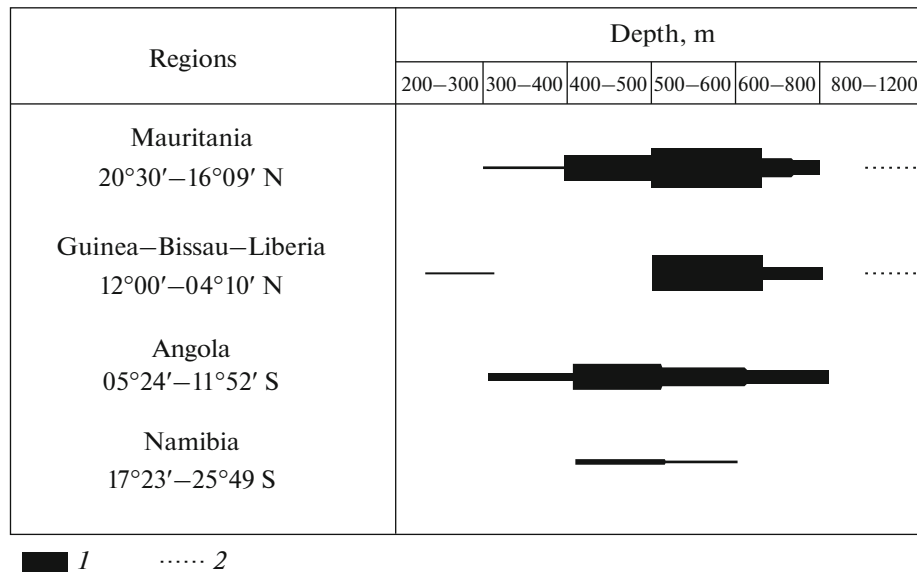 Regions
Depth, m
200–300 300–400 400–500 500–600 600–800 800–1200
Mauritania
20°30′–16°09′ N
Guinea–Bissau–Liberia
12°00′–04°10′ N
Angola
05°24′–11°52′ S
Namibia
17°23′–25°49 S
1 2